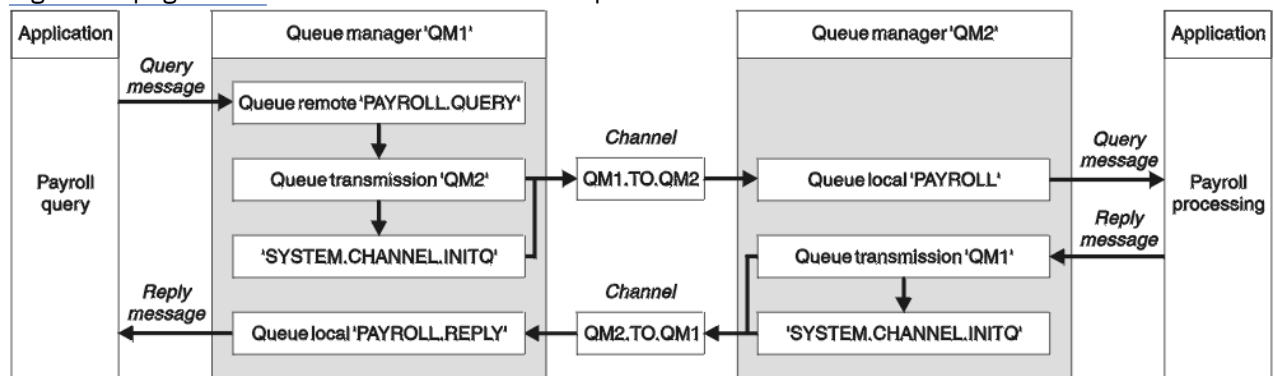 Application
Queue manager 'QM1'
Queue manager 'QM2'
Application
Query
message
Queue remote 'PAYROLL.QUERY'
Channel
Query
message
Payroll
query
Queue transmission 'QM2'
QM1.TO.QM2
Queue local 'PAYROLL'
Payroll
processing
Reply
message
'SYSTEM.CHANNEL.INITQ'
Queue transmission 'QM1'
Reply
message
Channel
Queue local 'PAYROLL.REPLY'
QM2.TO.QM1
'SYSTEM.CHANNEL.INITQ'